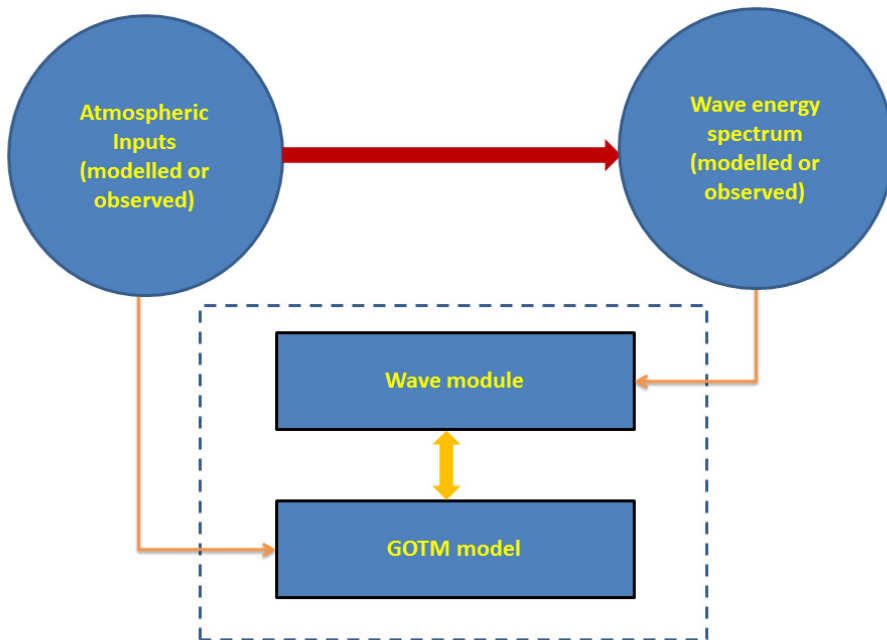 Atmospheric
Inputs
(modelled or
observed)
Wave energy
spectrum
(modelled or
observed)
Wave module
GOTM model